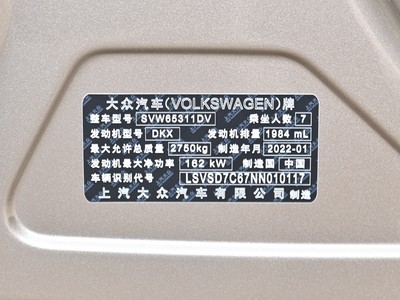 大众汽车(VOLKSWAGEN)牌
整车型号 SVW65311DV 乘坐人数 7
发动机型号 DKX 发动机排量 1984 mL
最大允许总质量 2750kg 制造年月 2022-01
发动机最大净功率 162 kW 制造国 中国
车辆识别代号 LSVSD7C67NN010117
上汽大众汽车有限公司